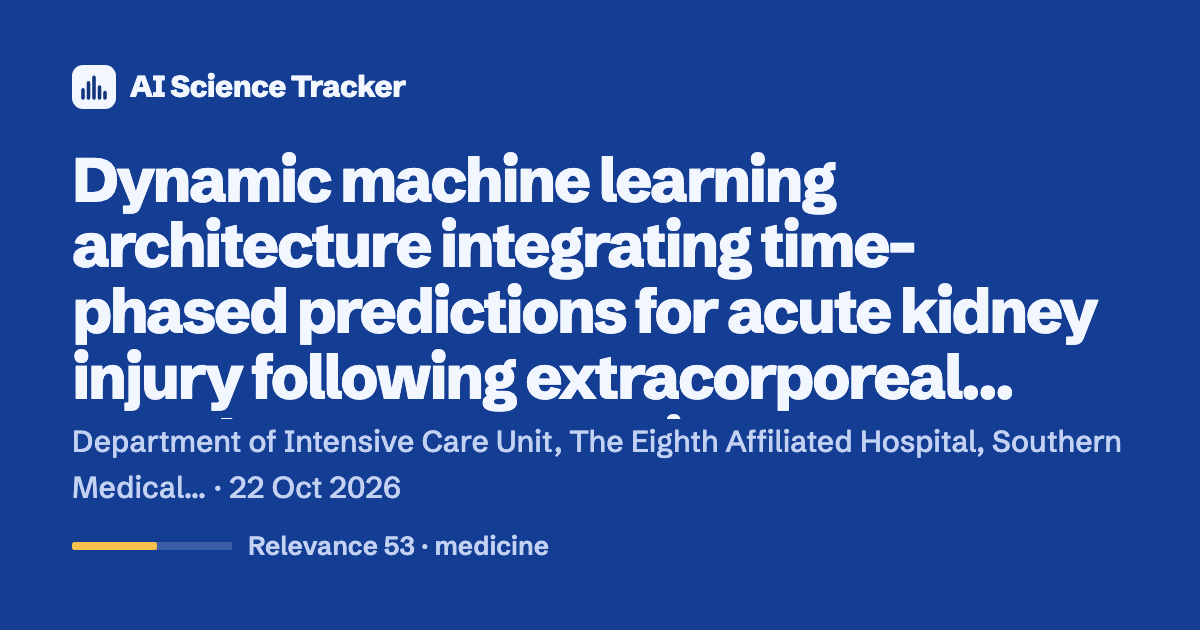 AI Science Tracker
Dynamic machine learning
architecture integrating time-
phased predictions for acute kidney
injury following extracorporeal...
Department of Intensive Care Unit, The Eighth Affiliated Hospital, Southern
Medical... · 22 Oct 2026
Relevance 53 · medicine